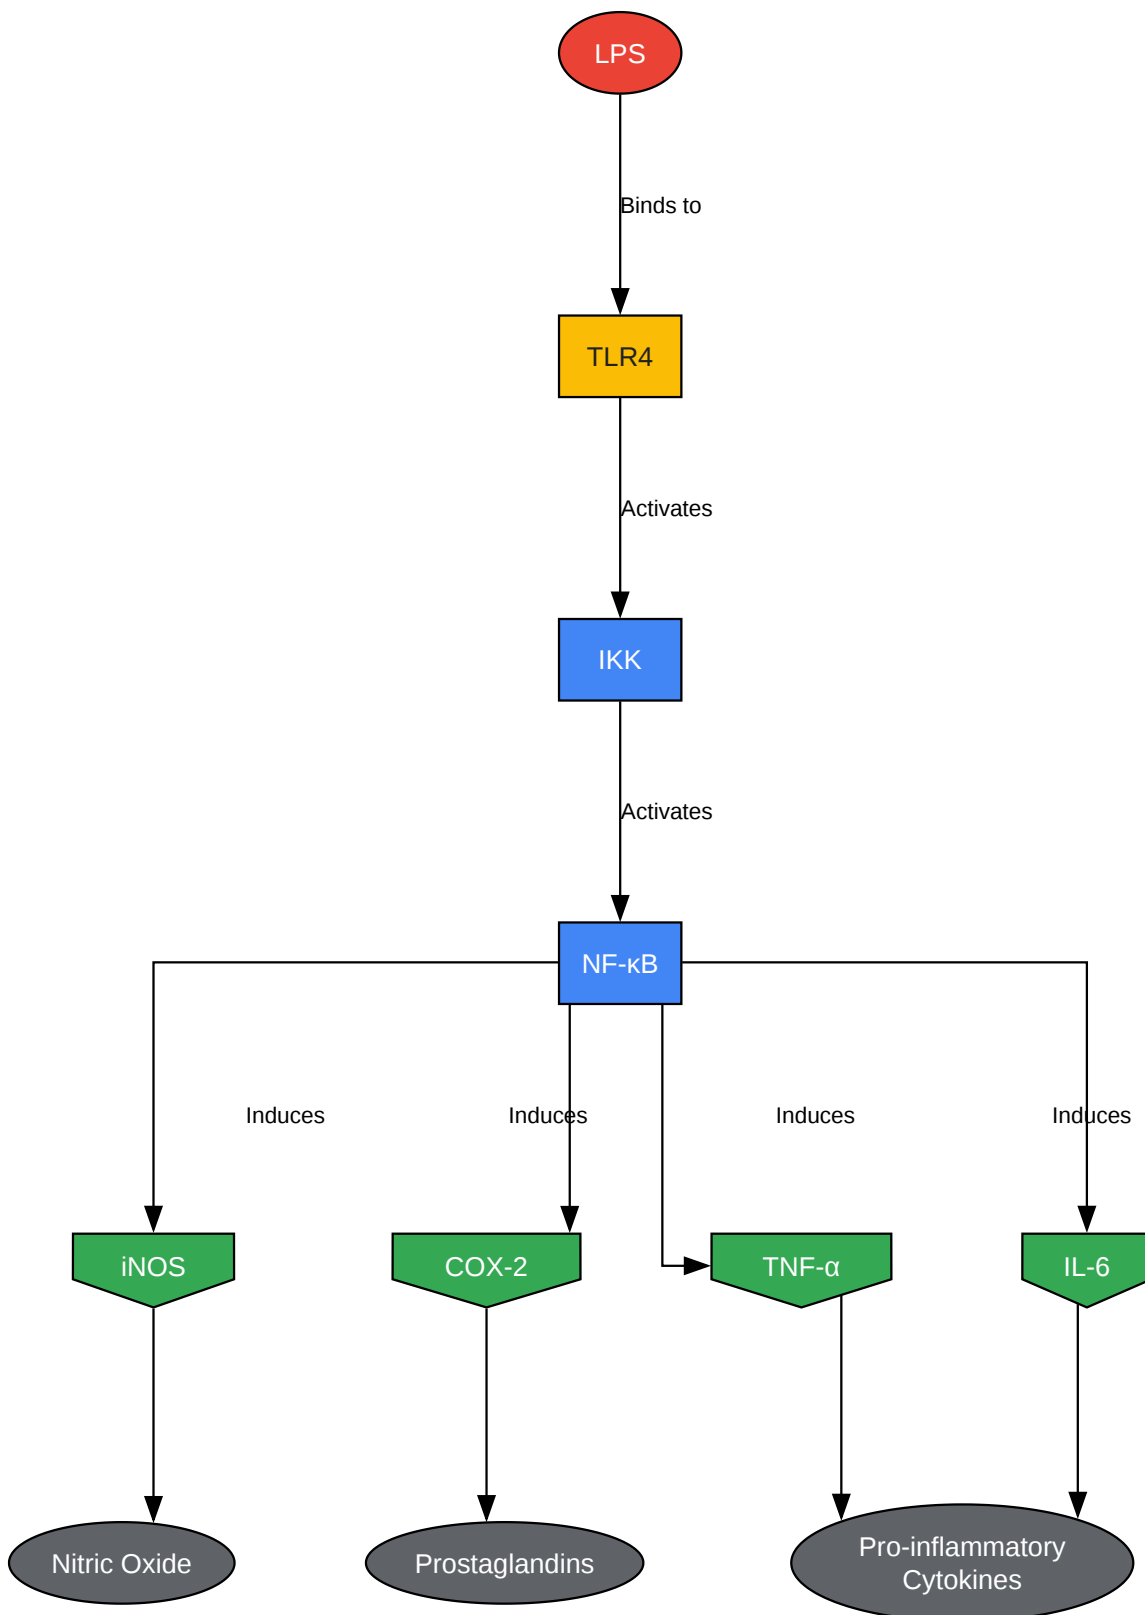 LPS
Binds to
TLR4
Activates
IKK
Activates
NF-κB
Induces
Induces
Induces
Induces
iNOS
COX-2
TNF-α
IL-6
Nitric Oxide
Prostaglandins
Pro-inflammatory
Cytokines